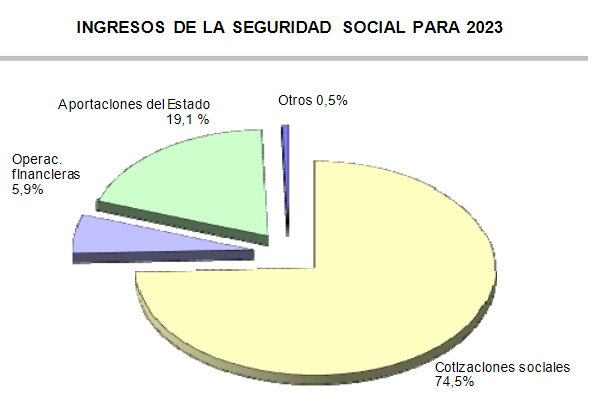 INGRESOS DE LA SEGURIDAD SOCIAL PARA 2023
Otros 0,5%
Aportaciones del Estado
19,1 %
Operac.
financieras
5,9%
Cotizaciones sociales
74,5%